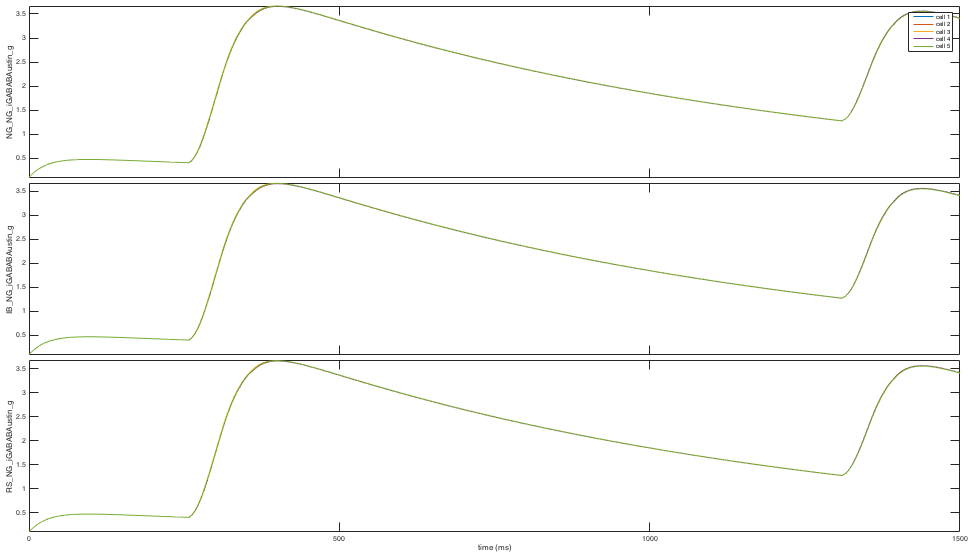 3.5
3
2.5
2
1.5
1
0.5
NG_NG_iGABABAustin_g
cell 1
cell 2
cell 3
cell 4
cell 5
3.5
3
2.5
2
1.5
1
0.5
IB_NG_iGABABAustin_g
3.5
3
2.5
2
1.5
1
0.5
RS_NG_iGABABAustin_g
0
500
1000
1500
time (ms)